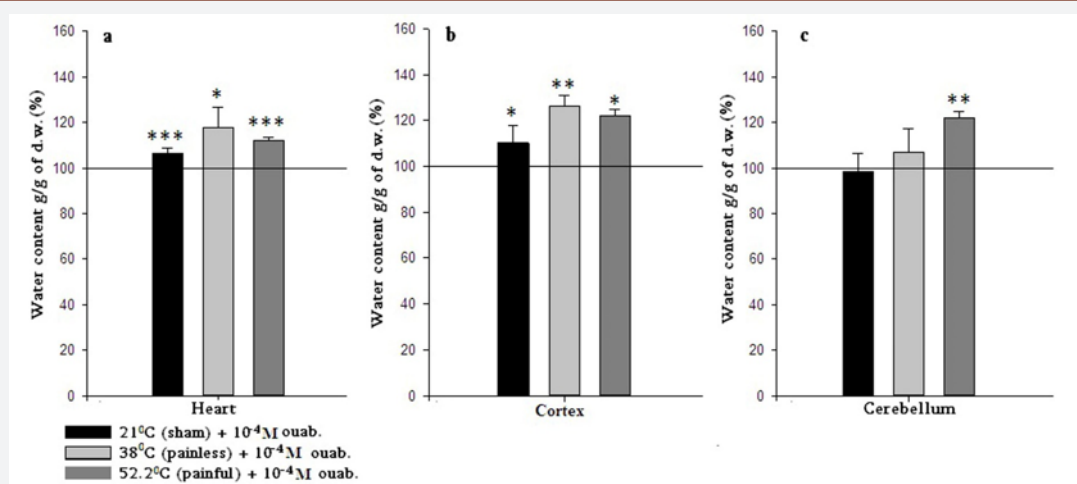 a
Water content g/g of d.w.(%)
160
140
120
100
80
60
40
20
0
***
*
***
Heart
b
Water content g/g of d.w.(%)
160
140
120
100
80
60
40
20
0
*
**
*
Cortex
c
Water content g/g of d.w.(%)
160
140
120
100
80
60
40
20
0
**
Cerebellum
21⁰C (sham) + 10⁻⁴M ouab.
38⁰C (painless) + 10⁻⁴M ouab.
52.2⁰C (painful) + 10⁻⁴M ouab.